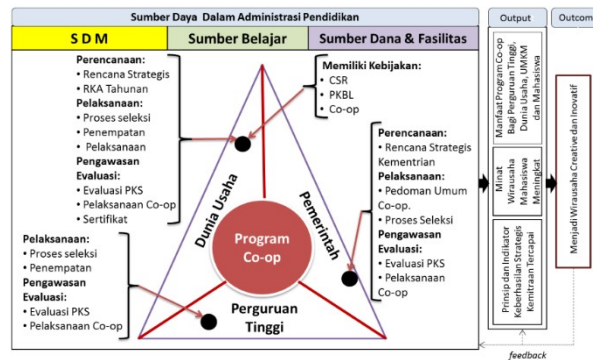 Sumber Daya Dalam Administrasi Pendidikan
S D M
Sumber Belajar
Sumber Dana & Fasilitas
Perencanaan:
• Rencana Strategis
• RKA Tahunan
Pelaksanaan:
• Proses seleksi
• Penempatan
• Pelaksanaan
Pengawasan
Evaluasi:
• Evaluasi PKS
• Pelaksanaan Co-op
• Sertifikat
Pelaksanaan:
• Proses seleksi
• Penempatan
Pengawasan
Evaluasi:
• Evaluasi PKS
• Pelaksanaan Co-op
Memiliki Kebijakan:
• CSR
• PKBL
• Co-op
Perencanaan:
• Rencana Strategis
Kementrian
Pelaksanaan:
• Pedoman Umum
Co-op.
• Proses Seleksi
Pengawasan
Evaluasi:
• Evaluasi PKS
• Pelaksanaan
Co-op
Dunia Usaha
Pemerintah
Program
Co-op
Perguruan
Tinggi
Output
Manfaat Program Co-op
Bagi Perguruan Tinggi,
Dunia Usaha, UMKM
dan Mahasiswa
Minat
Wirausaha
Mahasiswa
Meningkat
Prinsip dan Indikator
Keberhasilan Strategis
Kemitraan Tercapai
Outcom
Menjadi Wirausaha Creative dan Inovatif
feedback